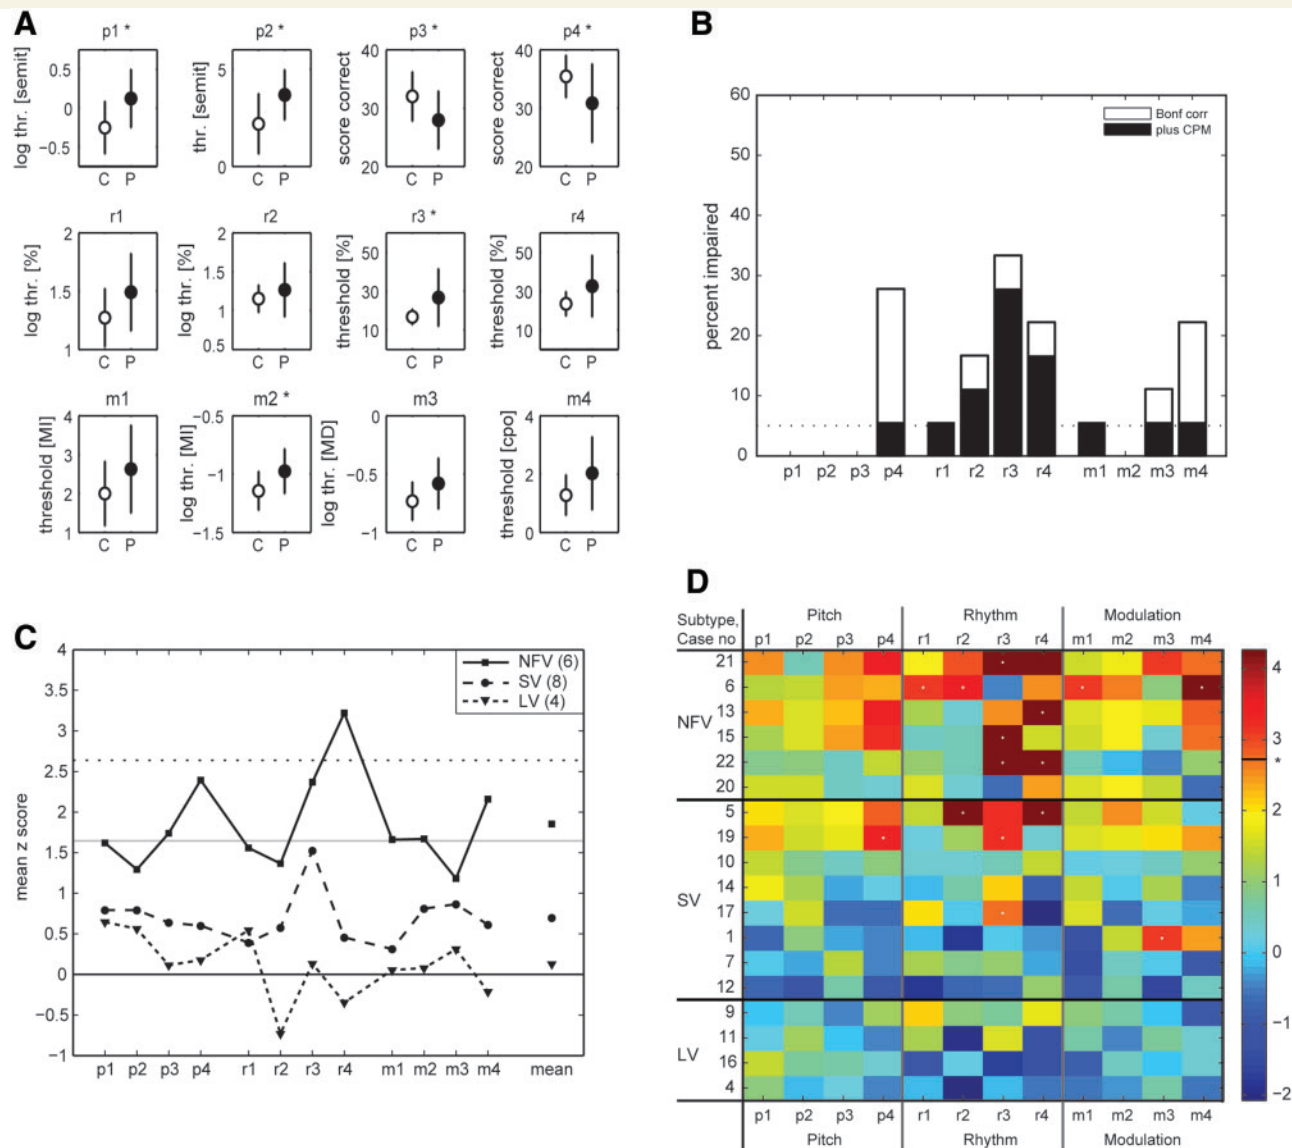 A
p1 *
p2 *
p3 *
p4 *
log thr. [semit]
0.5
0
−0.5
C P
thr. [semit]
5
0
C P
score correct
40
30
20
C P
score correct
40
30
20
C P
r1
r2
r3 *
r4
log thr. [%]
2
1.5
1
C P
log thr. [%]
2
1.5
1
0.5
C P
threshold [%]
50
30
10
C P
threshold [%]
50
30
10
C P
m1
m2 *
m3
m4
threshold [MI]
4
3
2
1
C P
log thr. [MI]
−0.5
−1
−1.5
C P
log thr. [MD]
0
−0.5
−1
C P
threshold [cpo]
4
2
0
C P
B
percent impaired
60
50
40
30
20
10
0
Bonf corr
plus CPM
p1 p2 p3 p4 r1 r2 r3 r4 m1 m2 m3 m4
C
mean z score
4
3.5
3
2.5
2
1.5
1
0.5
0
−0.5
−1
NFV (6)
SV (8)
LV (4)
p1 p2 p3 p4 r1 r2 r3 r4 m1 m2 m3 m4 mean
D
Subtype, Pitch Rhythm Modulation
Case no p1 p2 p3 p4 r1 r2 r3 r4 m1 m2 m3 m4
21
6
NFV 13
15
22
20
5
19
10
14
SV 17
1
7
12
9
11
LV 16
4
p1 p2 p3 p4 r1 r2 r3 r4 m1 m2 m3 m4
Pitch Rhythm Modulation
4
3
*
2
1
0
−1
−2